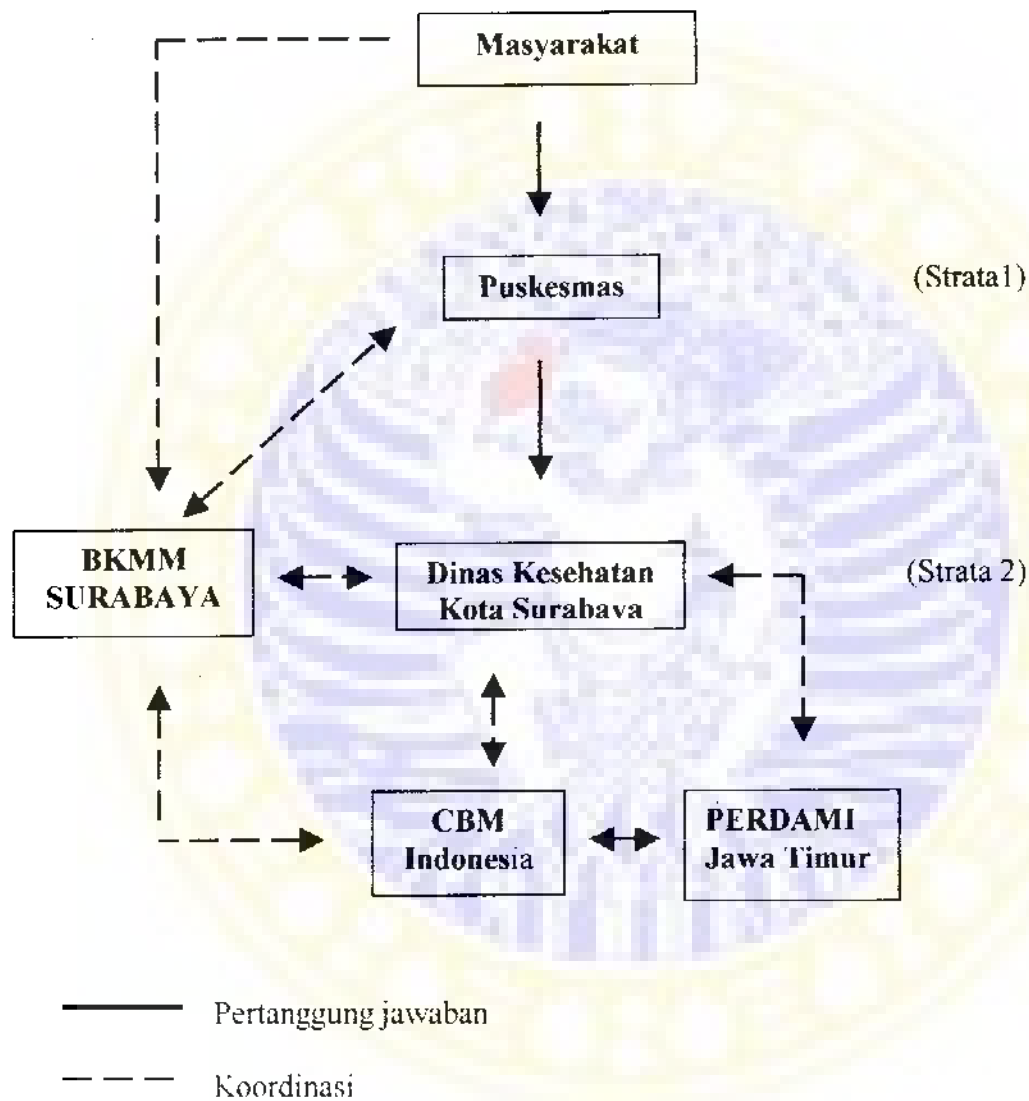 Masyarakat
Puskesmas
(Strata1)
BKMM
SURABAYA
Dinas Kesehatan
Kota Surabava
(Strata 2)
CBM
Indonesia
PERDAMI
Jawa Timur
Pertanggung jawaban
Koordinasi